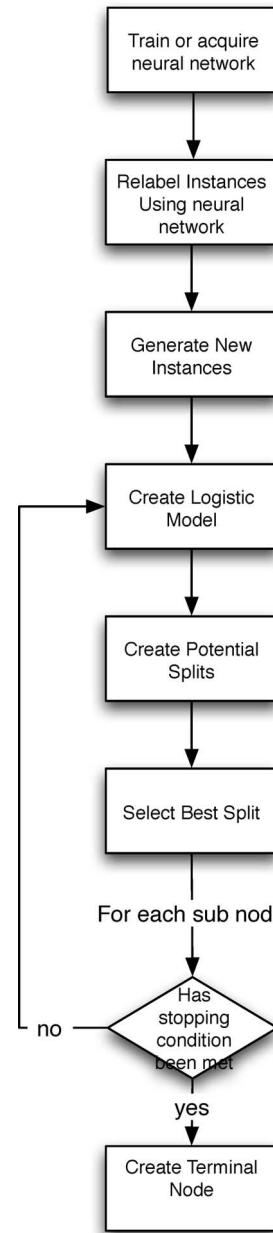 Train or acquire
neural network
Relabel Instances
Using neural
network
Generate New
Instances
Create Logistic
Model
Create Potential
Splits
Select Best Split
For each sub nod
Has
stopping
condition
been met
no
yes
Create Terminal
Node